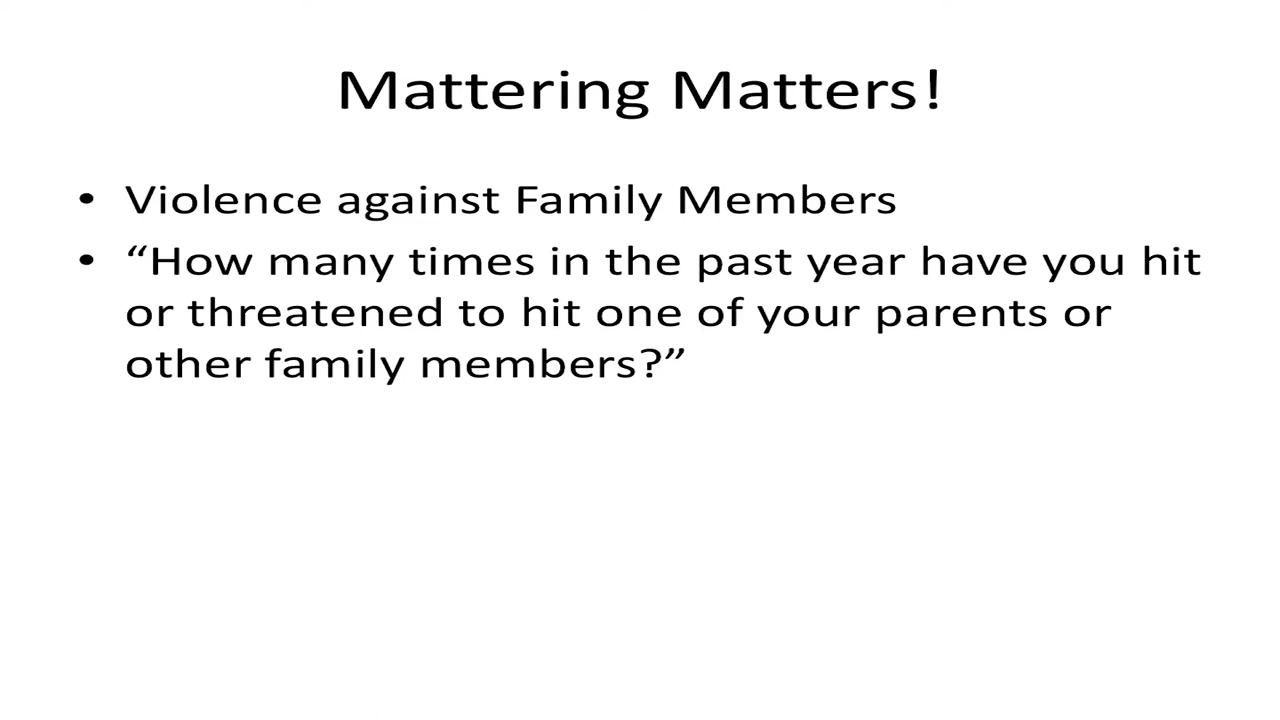 Mattering Matters!
• Violence against Family Members
• “How many times in the past year have you hit
or threatened to hit one of your parents or
other family members?”